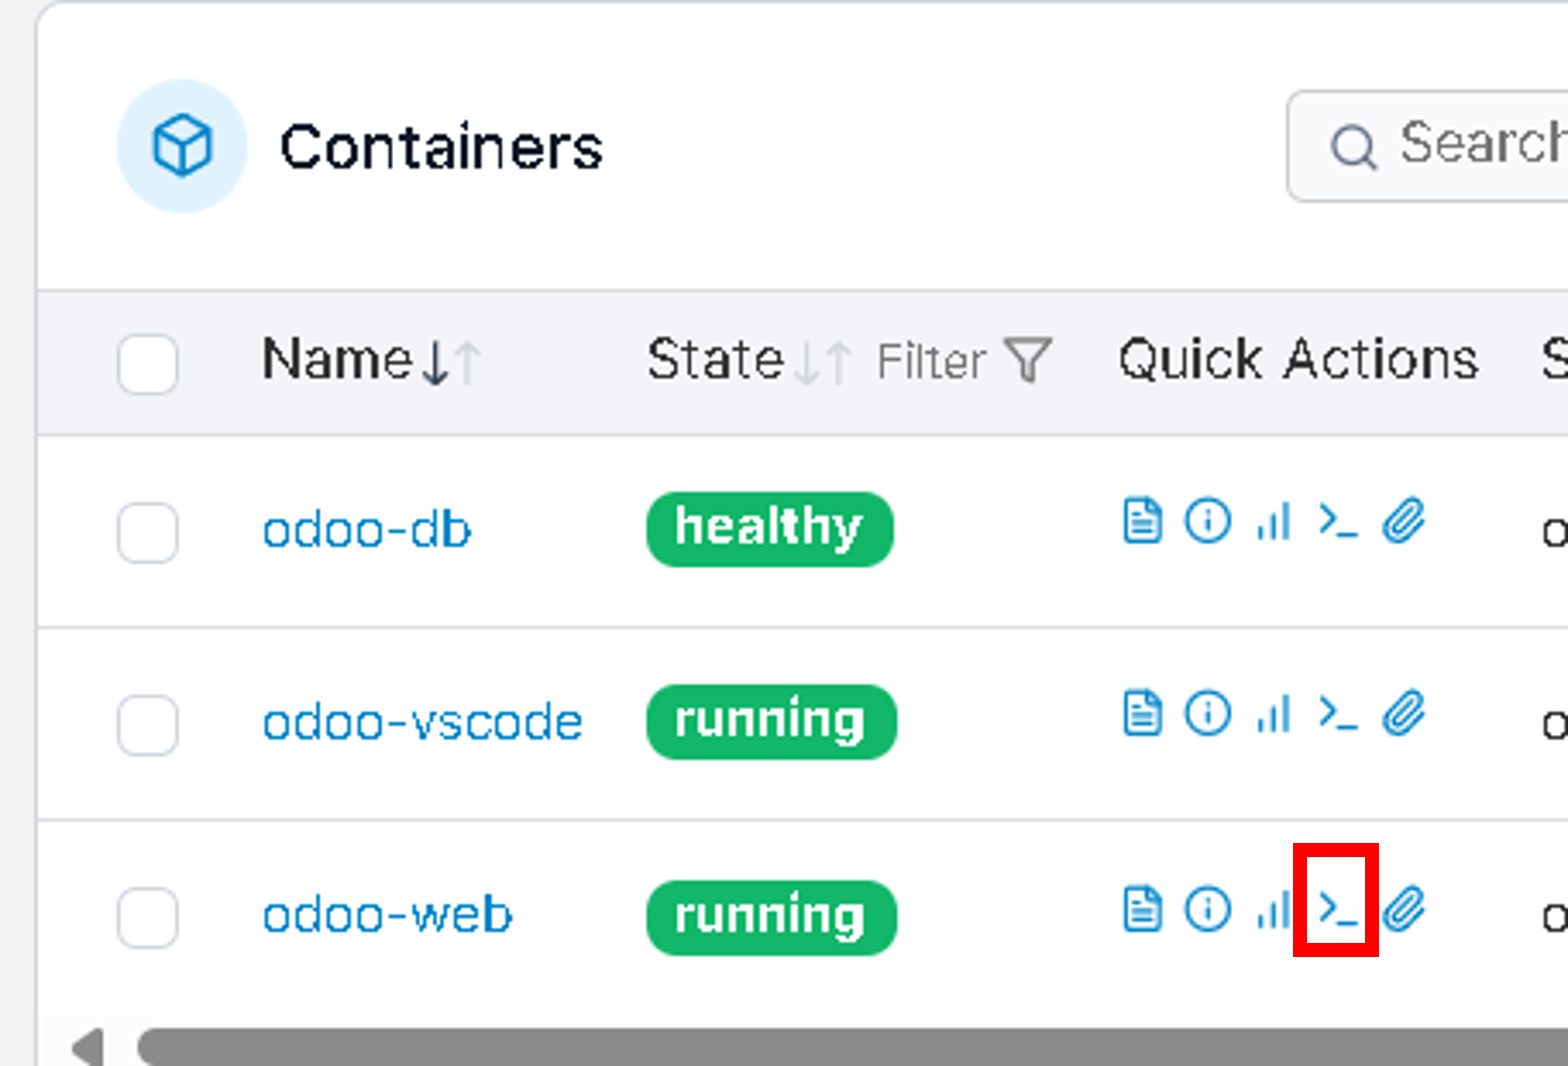 Containers
Search
Name State Filter Quick Actions
odoo-db healthy
odoo-vscode running
odoo-web running